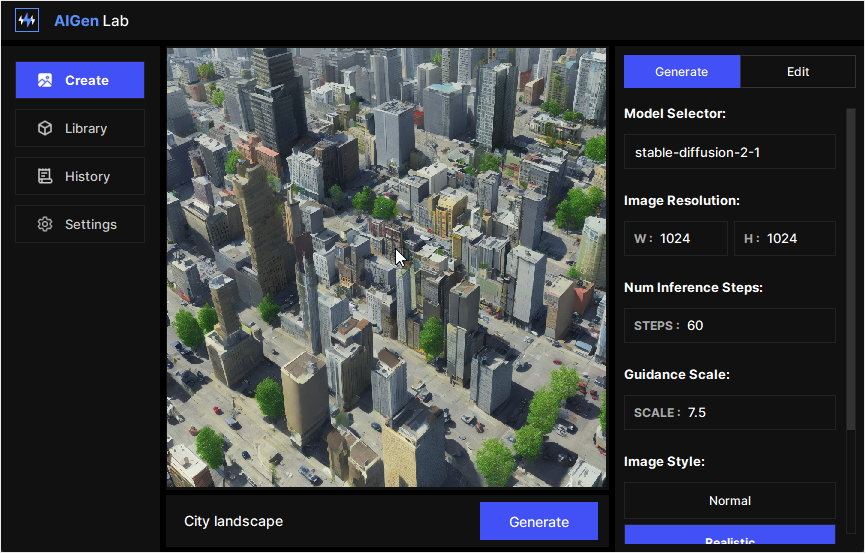 AIGen Lab
Create
Library
History
Settings
City landscape
Generate
Generate
Edit
Model Selector:
stable-diffusion-2-1
Image Resolution:
W : 1024
H : 1024
Num Inference Steps:
STEPS : 60
Guidance Scale:
SCALE : 7.5
Image Style:
Normal
Realistic